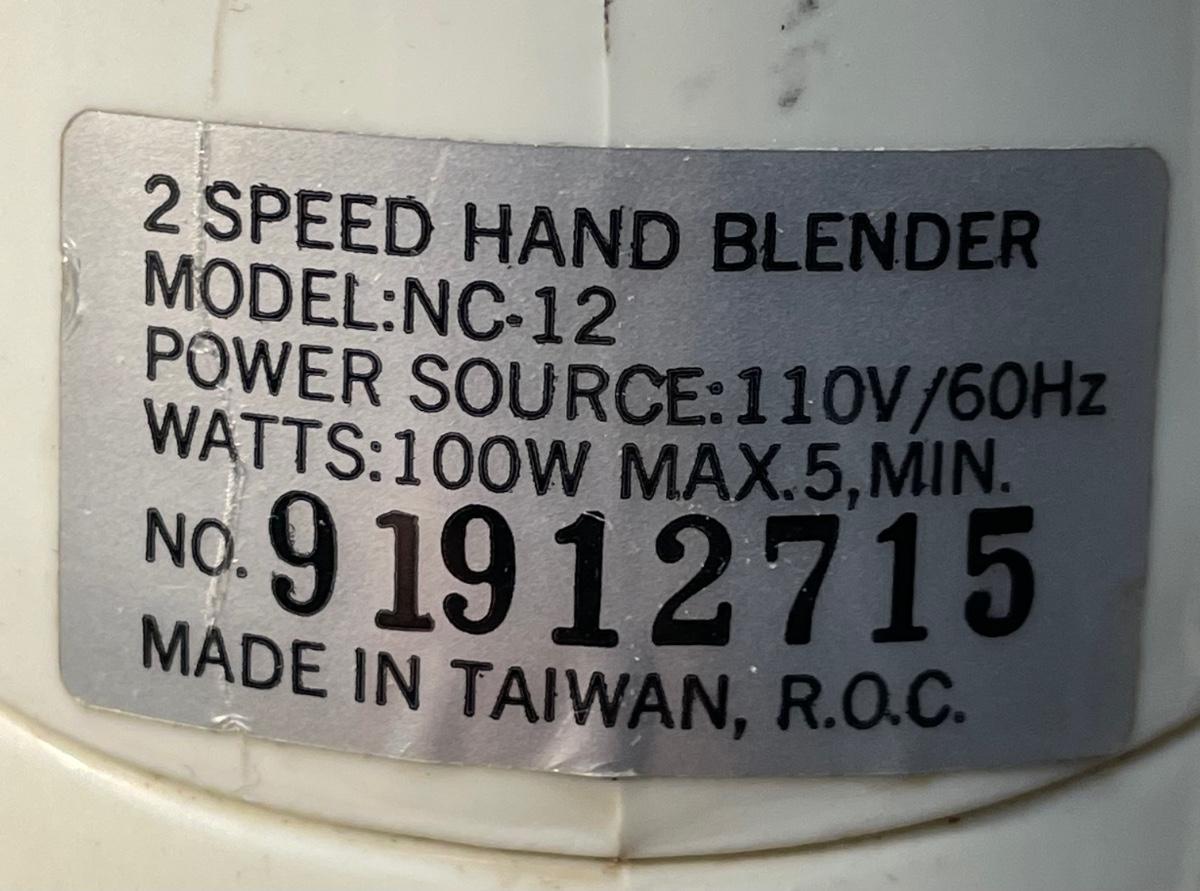 2 SPEED HAND BLENDER
MODEL:NC-12
POWER SOURCE:110V/60Hz
WATTS:100W MAX.5,MIN.
NO. 91912715
MADE IN TAIWAN, R.O.C.